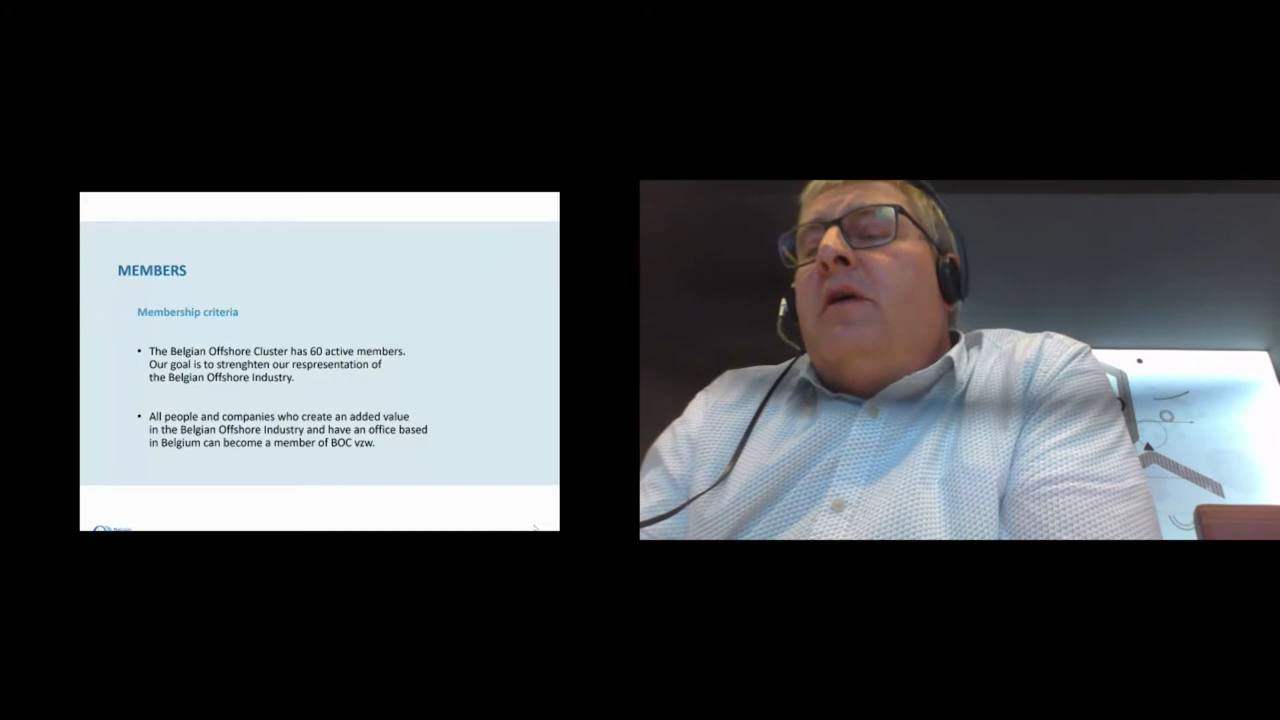 MEMBERS
Membership criteria
• The Belgian Offshore Cluster has 60 active members.
Our goal is to strenghten our respresentation of
the Belgian Offshore Industry.
• All people and companies who create an added value
in the Belgian Offshore Industry and have an office based
in Belgium can become a member of BOC vzw.